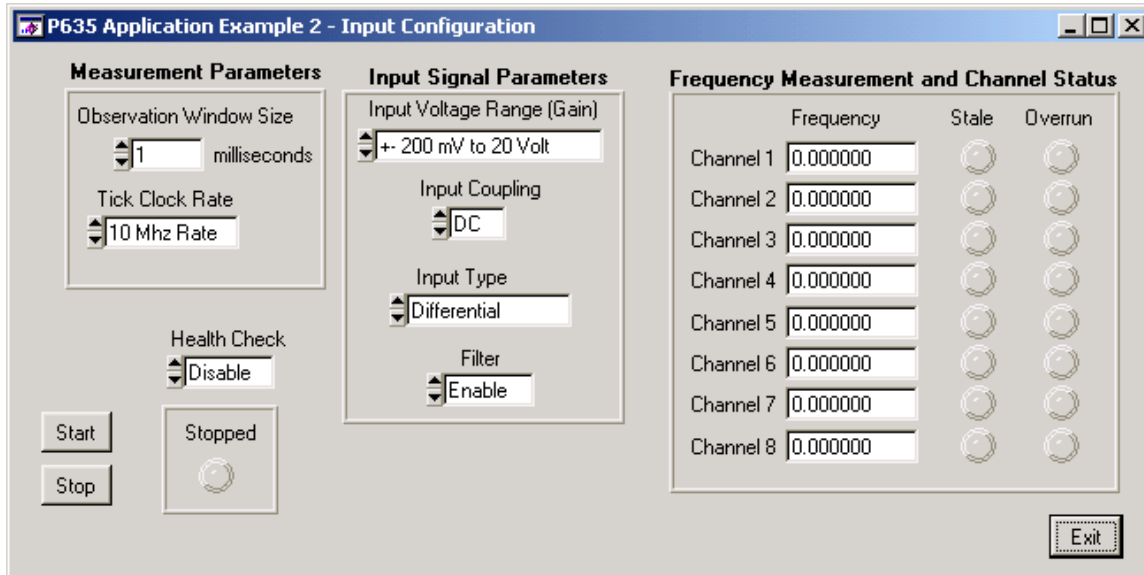 P635 Application Example 2 - Input Configuration
Measurement Parameters
Observation Window Size
1 milliseconds
Tick Clock Rate
10 Mhz Rate
Health Check
Disable
Start
Stop
Stopped
Input Signal Parameters
Input Voltage Range (Gain)
+- 200 mV to 20 Volt
Input Coupling
DC
Input Type
Differential
Filter
Enable
Frequency Measurement and Channel Status
Frequency Stale Overrun
Channel 1 0.000000
Channel 2 0.000000
Channel 3 0.000000
Channel 4 0.000000
Channel 5 0.000000
Channel 6 0.000000
Channel 7 0.000000
Channel 8 0.000000
Exit